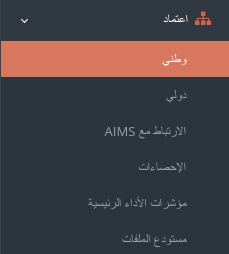 اعتماد
وطني
دولي
الارتباط مع AIMS
الإحصاءات
مؤشرات الأداء الرئيسية
مستودع الملفات